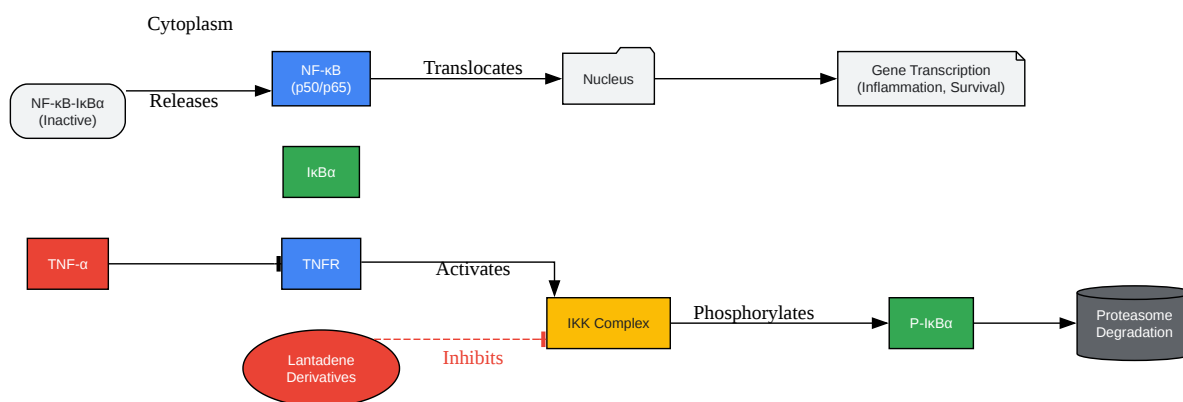 Cytoplasm
NF-κB-IκBα
(Inactive)
Releases
NF-κB
(p50/p65)
Translocates
Nucleus
Gene Transcription
(Inflammation, Survival)
IκBα
TNF-α
TNFR
Activates
IKK Complex
Phosphorylates
P-IκBα
Proteasome
Degradation
Lantadene
Derivatives
Inhibits